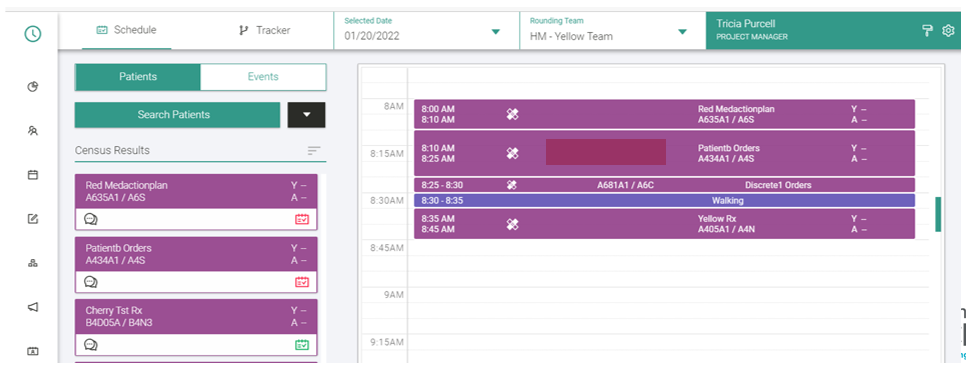 Schedule
Tracker
Selected Date
01/20/2022
Rounding Team
HM - Yellow Team
Tricia Purcell
PROJECT MANAGER
Patients
Events
Search Patients
Census Results
Red Medactionplan Y --
A635A1 / A6S A --
Patientb Orders Y --
A434A1 / A4S A --
Cherry Tst Rx Y --
B4D05A / B4N3 A --
8AM
8:00 AM Red Medactionplan Y --
8:10 AM A635A1 / A6S A --
8:10 AM Patientb Orders Y --
8:15AM
8:25 AM A434A1 / A4S A --
8:25 - 8:30 A681A1 / A6C Discrete1 Orders
8:30AM
8:30 - 8:35 Walking
8:35 AM Yellow Rx Y --
8:45 AM A405A1 / A4N A --
8:45AM
9AM
9:15AM